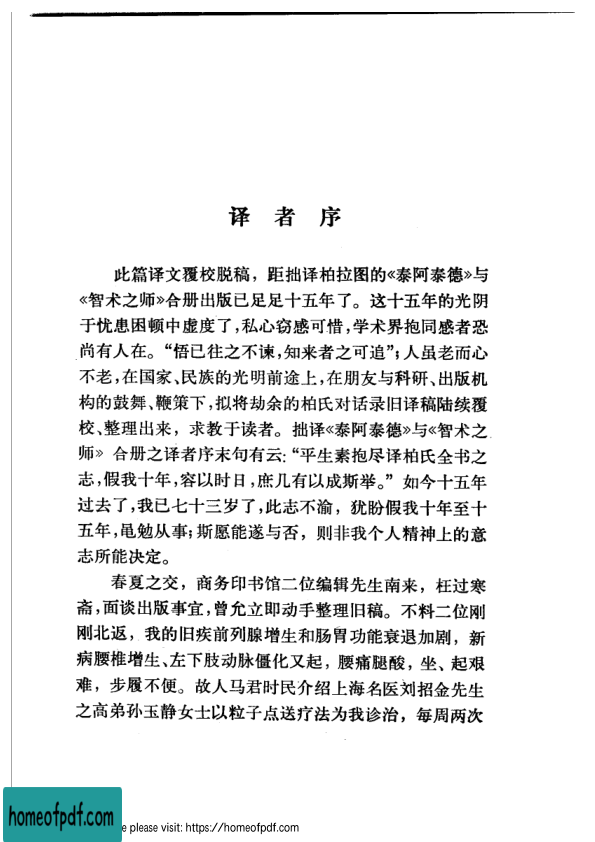 译者序
此篇译文覆校脱稿，距拙译柏拉图的《泰阿泰德》与
《智术之师》合册出版已足足十五年了。这十五年的光阴
于忧患困顿中虚度了，私心窃感可惜，学术界抱同感者恐
尚有人在。“悟已往之不谏，知来者之可追”；人虽老而心
不老，在国家、民族的光明前途上，在朋友与科研、出版机
构的鼓舞、鞭策下，拟将劫余的柏氏对话录旧译稿陆续覆
校、整理出来，求教于读者。拙译《泰阿泰德》与《智术之
师》合册之译者序末句有云：“平生素抱尽译柏氏全书之
志，假我十年，容以时日，庶几有以成斯举。”如今十五年
过去了，我已七十三岁了，此志不渝，犹盼假我十年至十
五年，黾勉从事；斯愿能遂与否，则非我个人精神上的意
志所能决定。
春夏之交，商务印书馆二位编辑先生南来，枉过寒
斋，面谈出版事宜，曾允立即动手整理旧稿。不料二位刚
刚北返，我的旧疾前列腺增生和肠胃功能衰退加剧，新
病腰椎增生、左下肢动脉僵化又起，腰痛腿酸，坐、起艰
难，步履不便。故人马君时民介绍上海名医刘招金先生
之高弟孙玉静女士以粒子点送疗法为我诊治，每周两次
homeofpdf.com
e please visit: https://homeofpdf.com